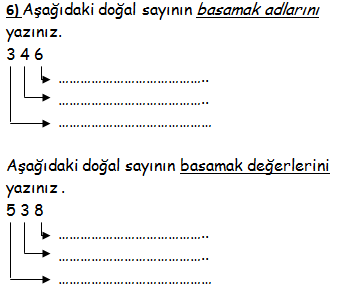 6) Aşağıdaki doğal sayının basamak adlarını
yazınız.
3 4 6
……………………………………..
……………………………………..
………………………………………
Aşağıdaki doğal sayının basamak değerlerini
yazınız .
5 3 8
……………………………………..
……………………………………..
………………………………………